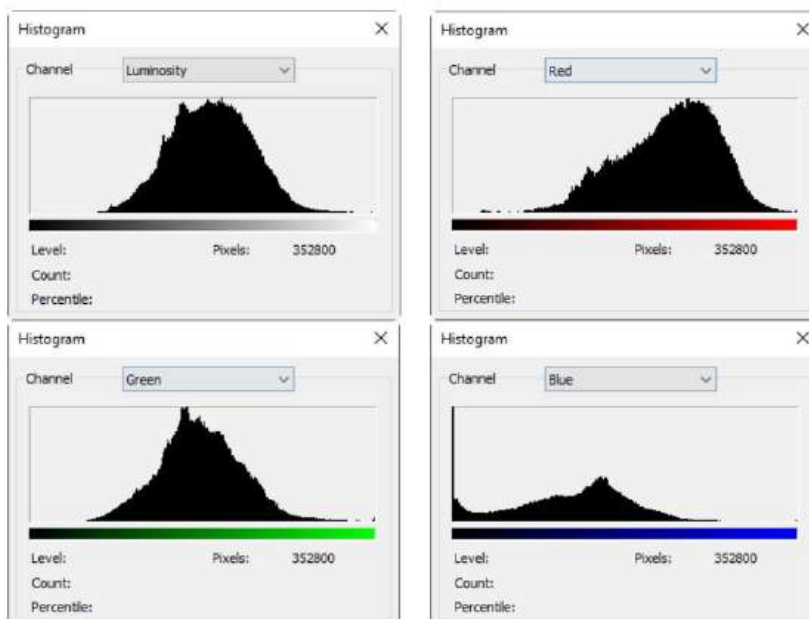 Histogram
Channel
Luminosity
Level:
Pixels: 352800
Count:
Percentile:
Histogram
Channel
Red
Level:
Pixels: 352800
Count:
Percentile:
Histogram
Channel
Green
Level:
Pixels: 352800
Count:
Percentile:
Histogram
Channel
Blue
Level:
Pixels: 352800
Count:
Percentile: